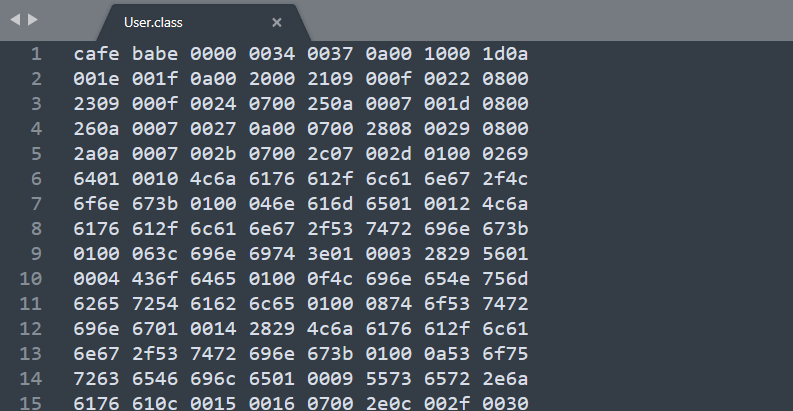 User.class ×
1 cafe babe 0000 0034 0037 0a00 1000 1d0a
2 001e 001f 0a00 2000 2109 000f 0022 0800
3 2309 000f 0024 0700 250a 0007 001d 0800
4 260a 0007 0027 0a00 0700 2808 0029 0800
5 2a0a 0007 002b 0700 2c07 002d 0100 0269
6 6401 0010 4c6a 6176 612f 6c61 6e67 2f4c
7 6f6e 673b 0100 046e 616d 6501 0012 4c6a
8 6176 612f 6c61 6e67 2f53 7472 696e 673b
9 0100 063c 696e 6974 3e01 0003 2829 5601
10 0004 436f 6465 0100 0f4c 696e 654e 756d
11 6265 7254 6162 6c65 0100 0874 6f53 7472
12 696e 6701 0014 2829 4c6a 6176 612f 6c61
13 6e67 2f53 7472 696e 673b 0100 0a53 6f75
14 7263 6546 696c 6501 0009 5573 6572 2e6a
15 6176 610c 0015 0016 0700 2e0c 002f 0030